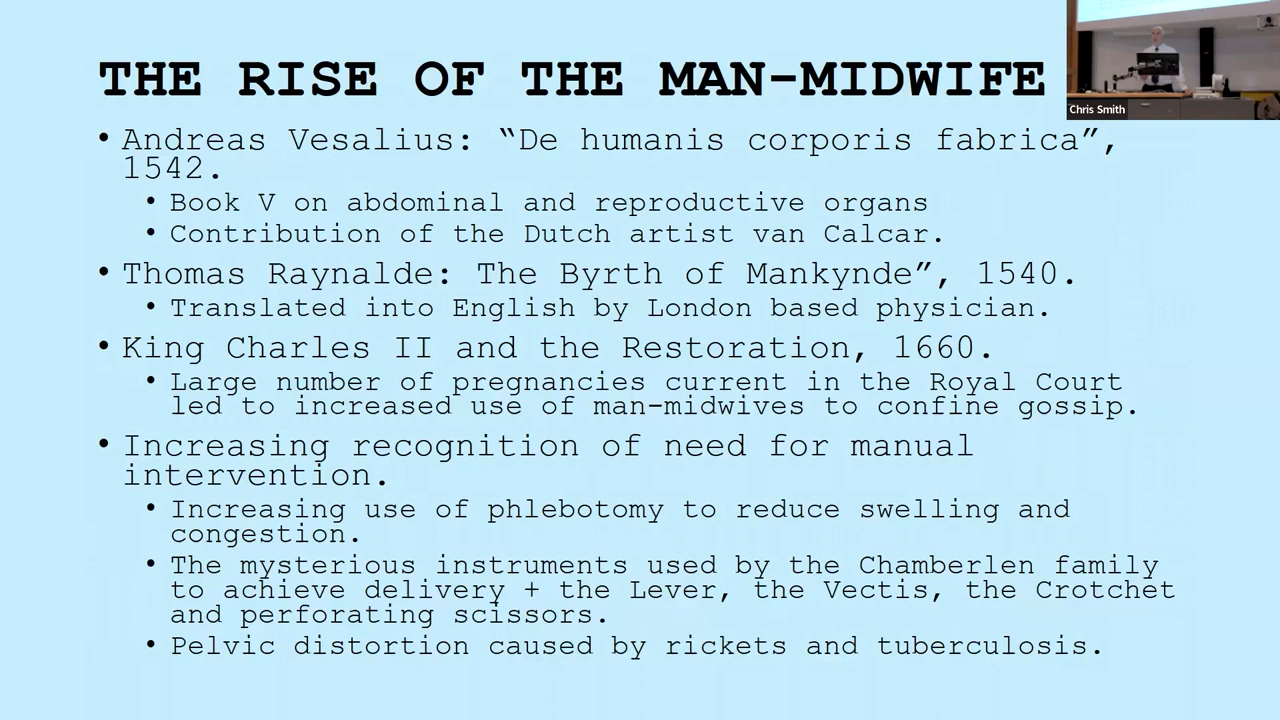 THE RISE OF THE MAN-MIDWIFE
Chris Smith
• Andreas Vesalius: “De humanis corporis fabrica”,
1542.
• Book V on abdominal and reproductive organs
• Contribution of the Dutch artist van Calcar.
• Thomas Raynalde: The Byrth of Mankynde”, 1540.
• Translated into English by London based physician.
• King Charles II and the Restoration, 1660.
• Large number of pregnancies current in the Royal Court
led to increased use of man-midwives to confine gossip.
• Increasing recognition of need for manual
intervention.
• Increasing use of phlebotomy to reduce swelling and
congestion.
• The mysterious instruments used by the Chamberlen family
to achieve delivery + the Lever, the Vectis, the Crotchet
and perforating scissors.
• Pelvic distortion caused by rickets and tuberculosis.